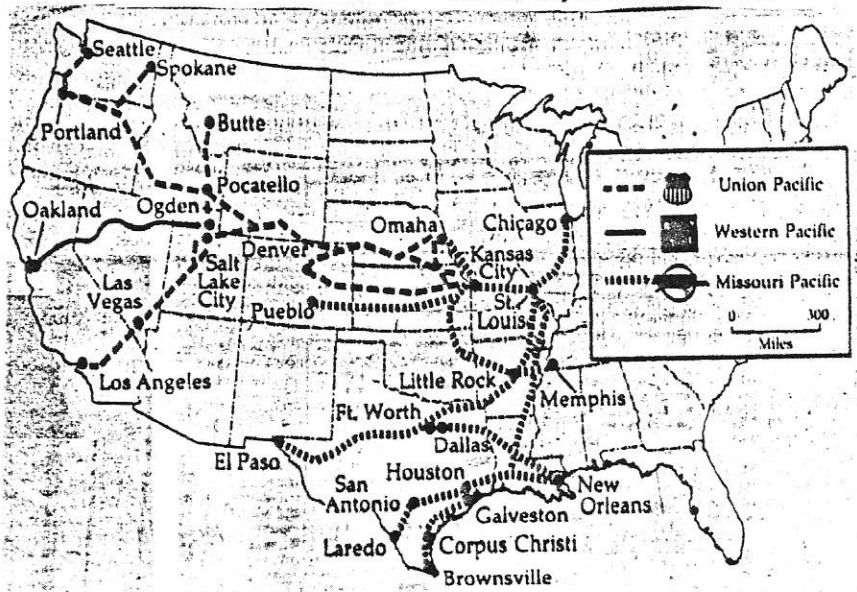 Seattle
Spokane
Portland
Butte
Pocatello
Oakland
Ogden
Omaha
Chicago
Denver
Kansas
City
Las
Vegas
Salt
Lake
City
Pueblo
St.
Louis
Los Angeles
Little Rock
Memphis
Ft. Worth
El Paso
Dallas
Houston
San
Antonio
New
Orleans
Galveston
Laredo
Corpus Christi
Brownsville
Union Pacific
Western Pacific
Missouri Pacific
0 300
Miles